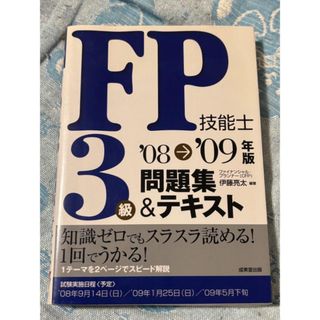 FP
技能士
3
級
'08→'09年版
問題集
&テキスト
ファイナンシャル・
プランナー(CFP)
伊藤亮太 編著
知識ゼロでもスラスラ読める!
1回でうかる!
1テーマを2ページでスピード解説
成美堂出版
試験実施日程〈予定〉
'08年9月14日(日)/'09年1月25日(日)/'09年5月下旬